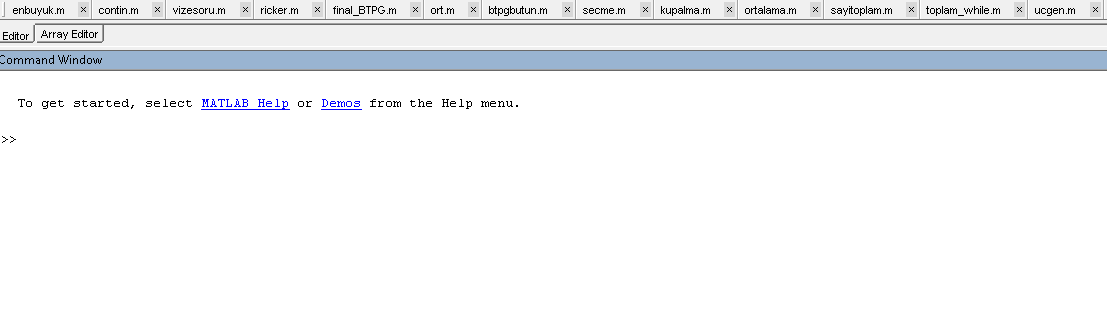 enbuyuk.m contin.m vizesoru.m ricker.m final_BTPG.m ort.m btpgbutun.m secme.m kupalma.m ortalama.m sayitoplam.m toplam_while.m ucgen.m
Editor Array Editor
Command Window
To get started, select MATLAB Help or Demos from the Help menu.
>>